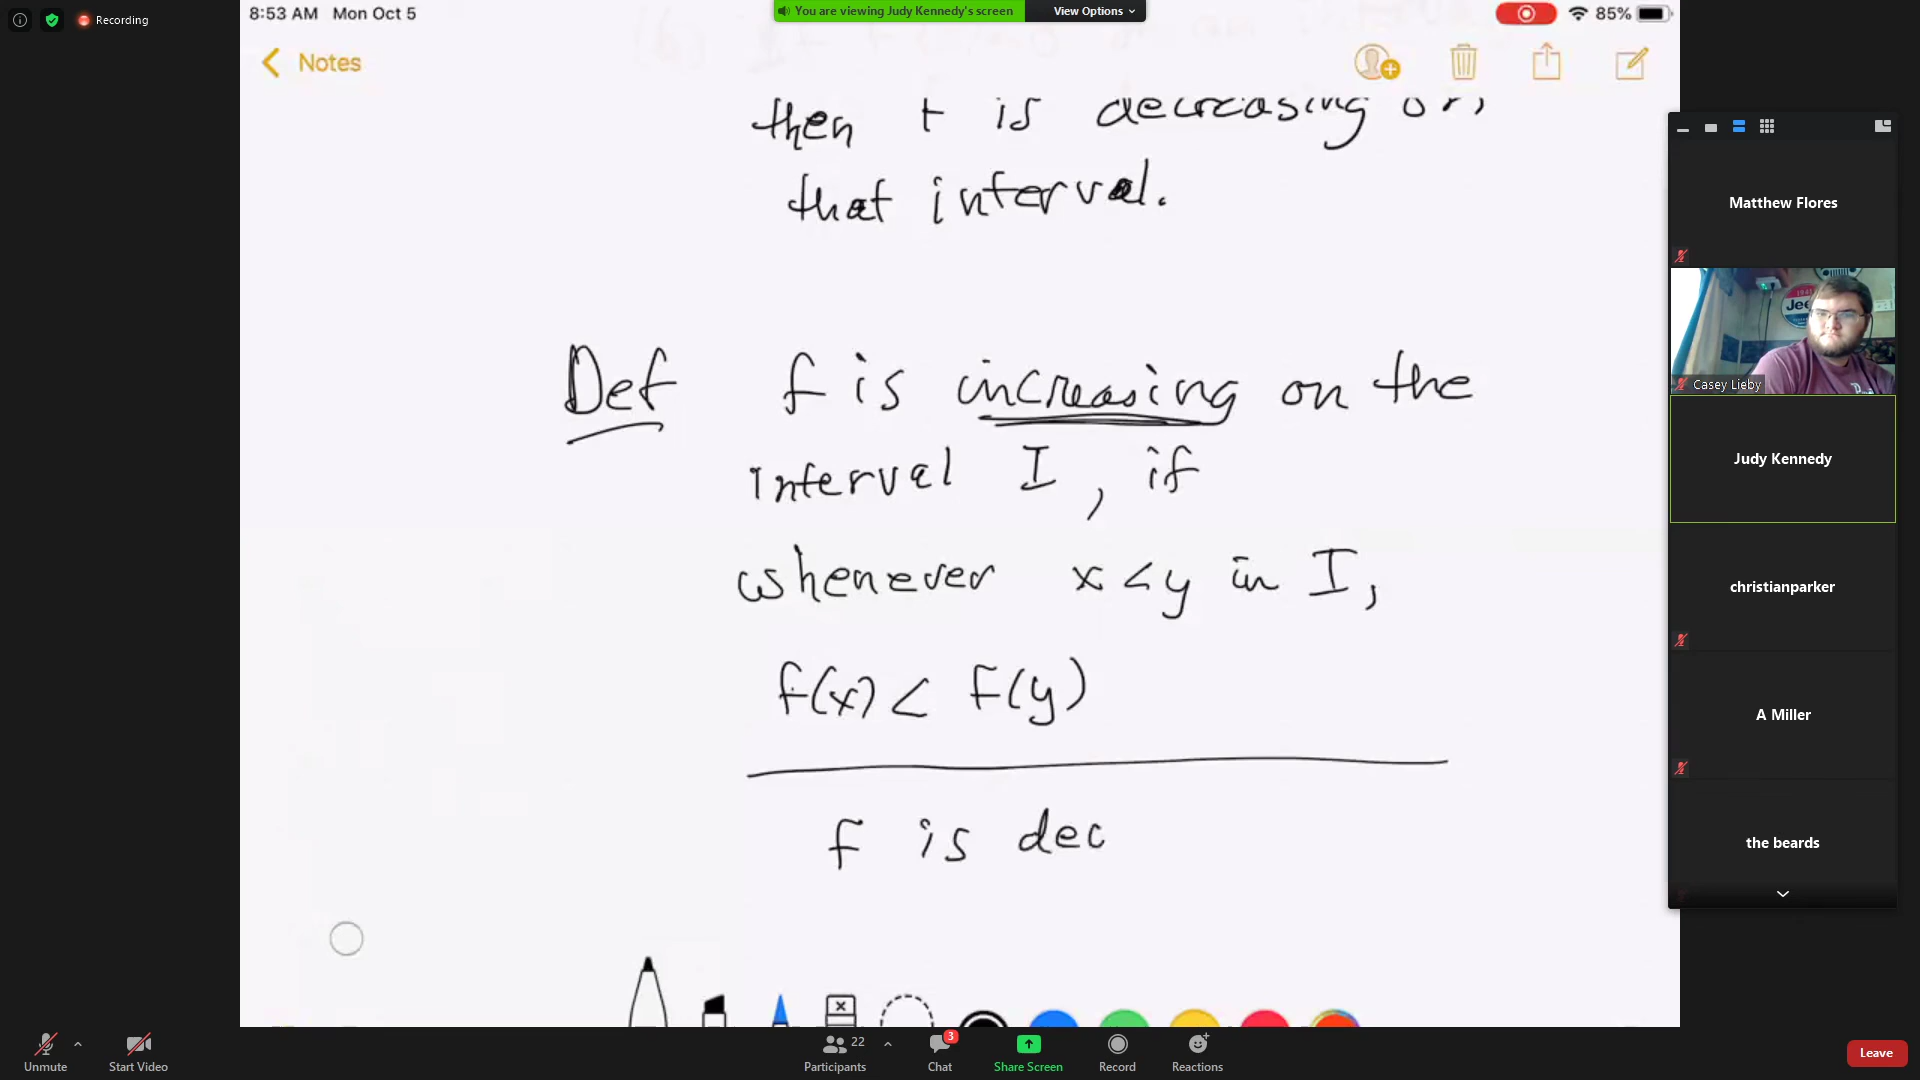 Recording
8:53 AM Mon Oct 5
You are viewing Judy Kennedy's screen
View Options
85%
Notes
then f is decreasing on
that interval.
Def f is increasing on the
interval I, if
whenever x < y in I,
f(x) < f(y)
f is dec
Matthew Flores
Casey Lieby
Judy Kennedy
christianparker
A Miller
the beards
Unmute
Start Video
Participants
22
Chat
3
Share Screen
Record
Reactions
Leave